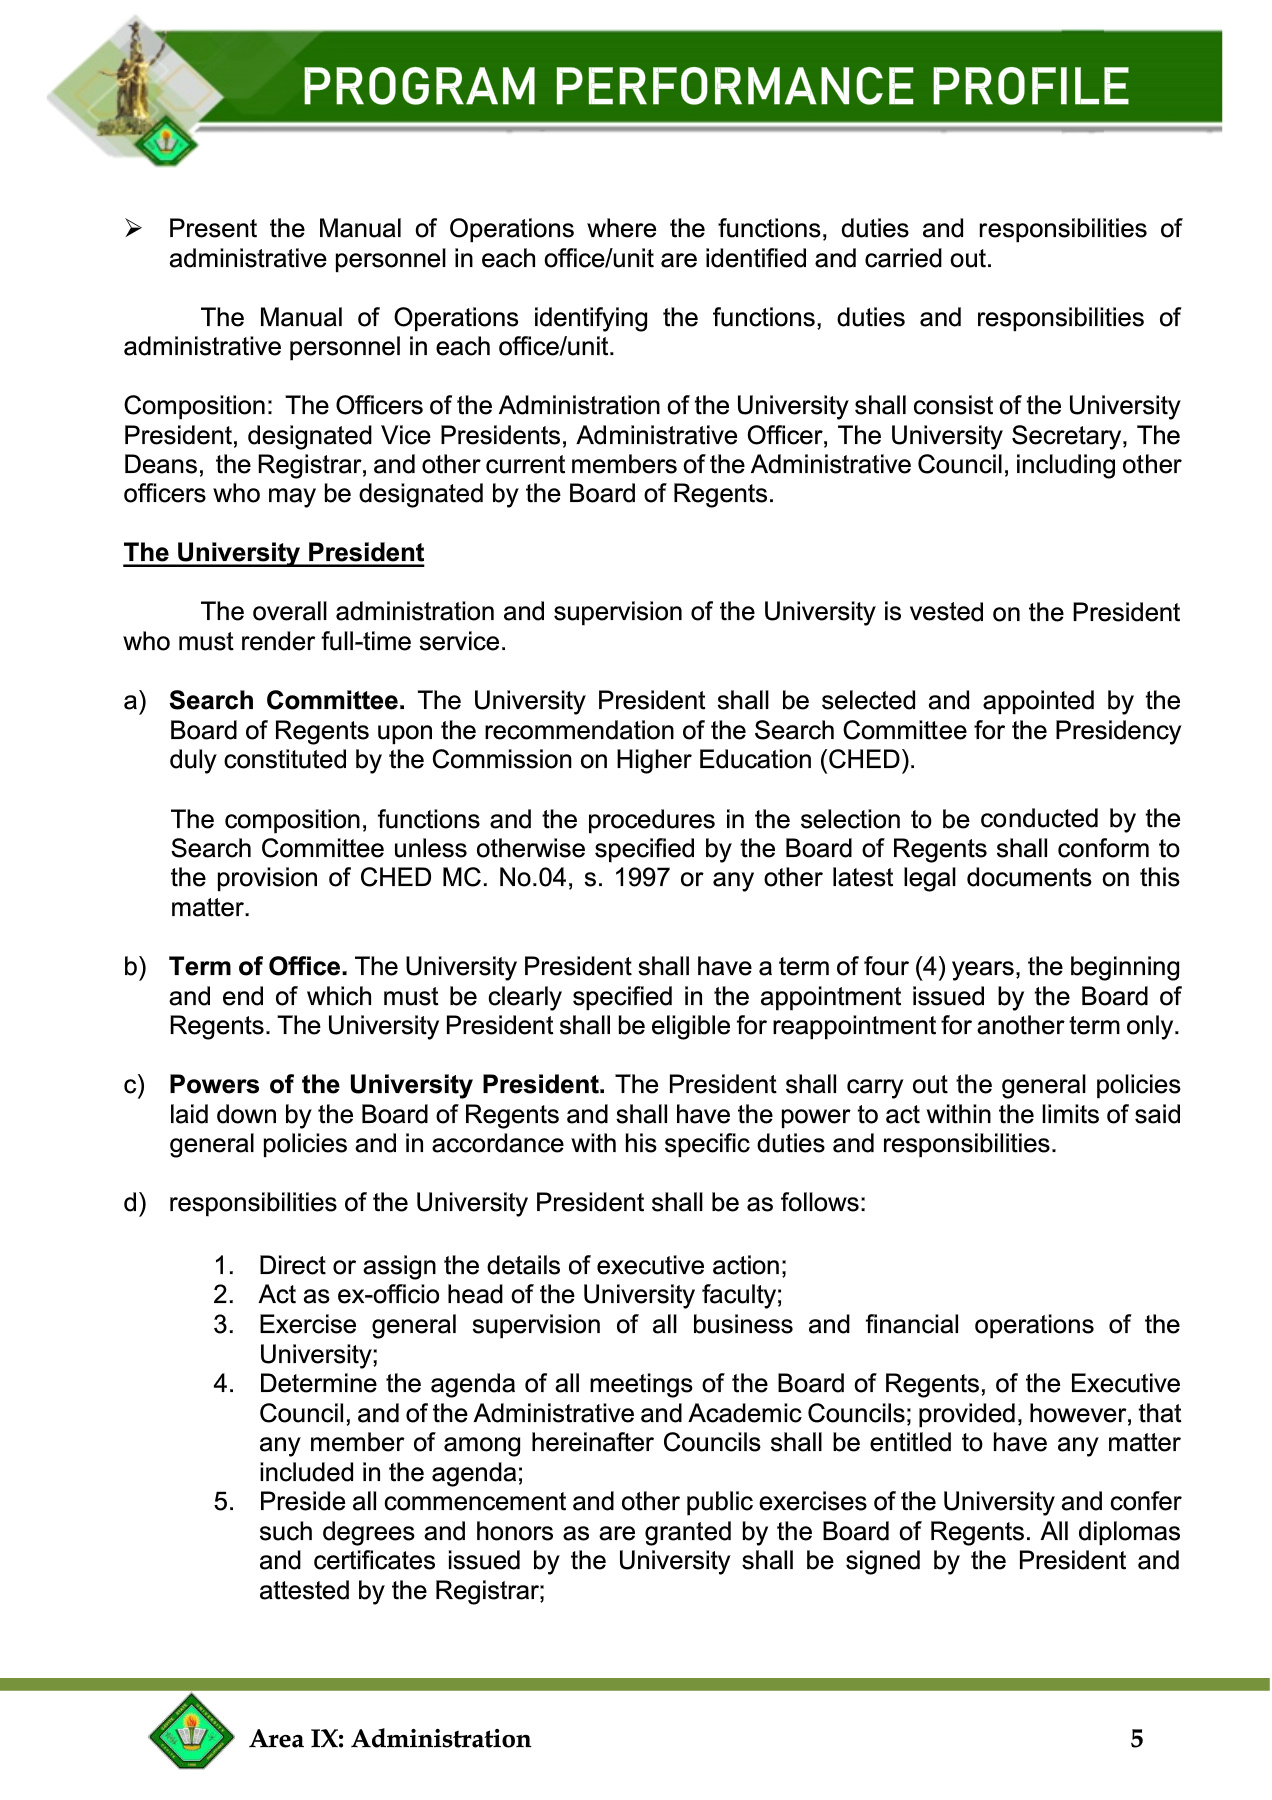 PROGRAM PERFORMANCE PROFILE
➢ Present the Manual of Operations where the functions, duties and responsibilities of
administrative personnel in each office/unit are identified and carried out.
The Manual of Operations identifying the functions, duties and responsibilities of
administrative personnel in each office/unit.
Composition: The Officers of the Administration of the University shall consist of the University
President, designated Vice Presidents, Administrative Officer, The University Secretary, The
Deans, the Registrar, and other current members of the Administrative Council, including other
officers who may be designated by the Board of Regents.
The University President
The overall administration and supervision of the University is vested on the President
who must render full-time service.
a) Search Committee. The University President shall be selected and appointed by the
Board of Regents upon the recommendation of the Search Committee for the Presidency
duly constituted by the Commission on Higher Education (CHED).
The composition, functions and the procedures in the selection to be conducted by the
Search Committee unless otherwise specified by the Board of Regents shall conform to
the provision of CHED MC. No.04, s. 1997 or any other latest legal documents on this
matter.
b) Term of Office. The University President shall have a term of four (4) years, the beginning
and end of which must be clearly specified in the appointment issued by the Board of
Regents. The University President shall be eligible for reappointment for another term only.
c) Powers of the University President. The President shall carry out the general policies
laid down by the Board of Regents and shall have the power to act within the limits of said
general policies and in accordance with his specific duties and responsibilities.
d) responsibilities of the University President shall be as follows:
1. Direct or assign the details of executive action;
2. Act as ex-officio head of the University faculty;
3. Exercise general supervision of all business and financial operations of the
University;
4. Determine the agenda of all meetings of the Board of Regents, of the Executive
Council, and of the Administrative and Academic Councils; provided, however, that
any member of among hereinafter Councils shall be entitled to have any matter
included in the agenda;
5. Preside all commencement and other public exercises of the University and confer
such degrees and honors as are granted by the Board of Regents. All diplomas
and certificates issued by the University shall be signed by the President and
attested by the Registrar;
Area IX: Administration 5